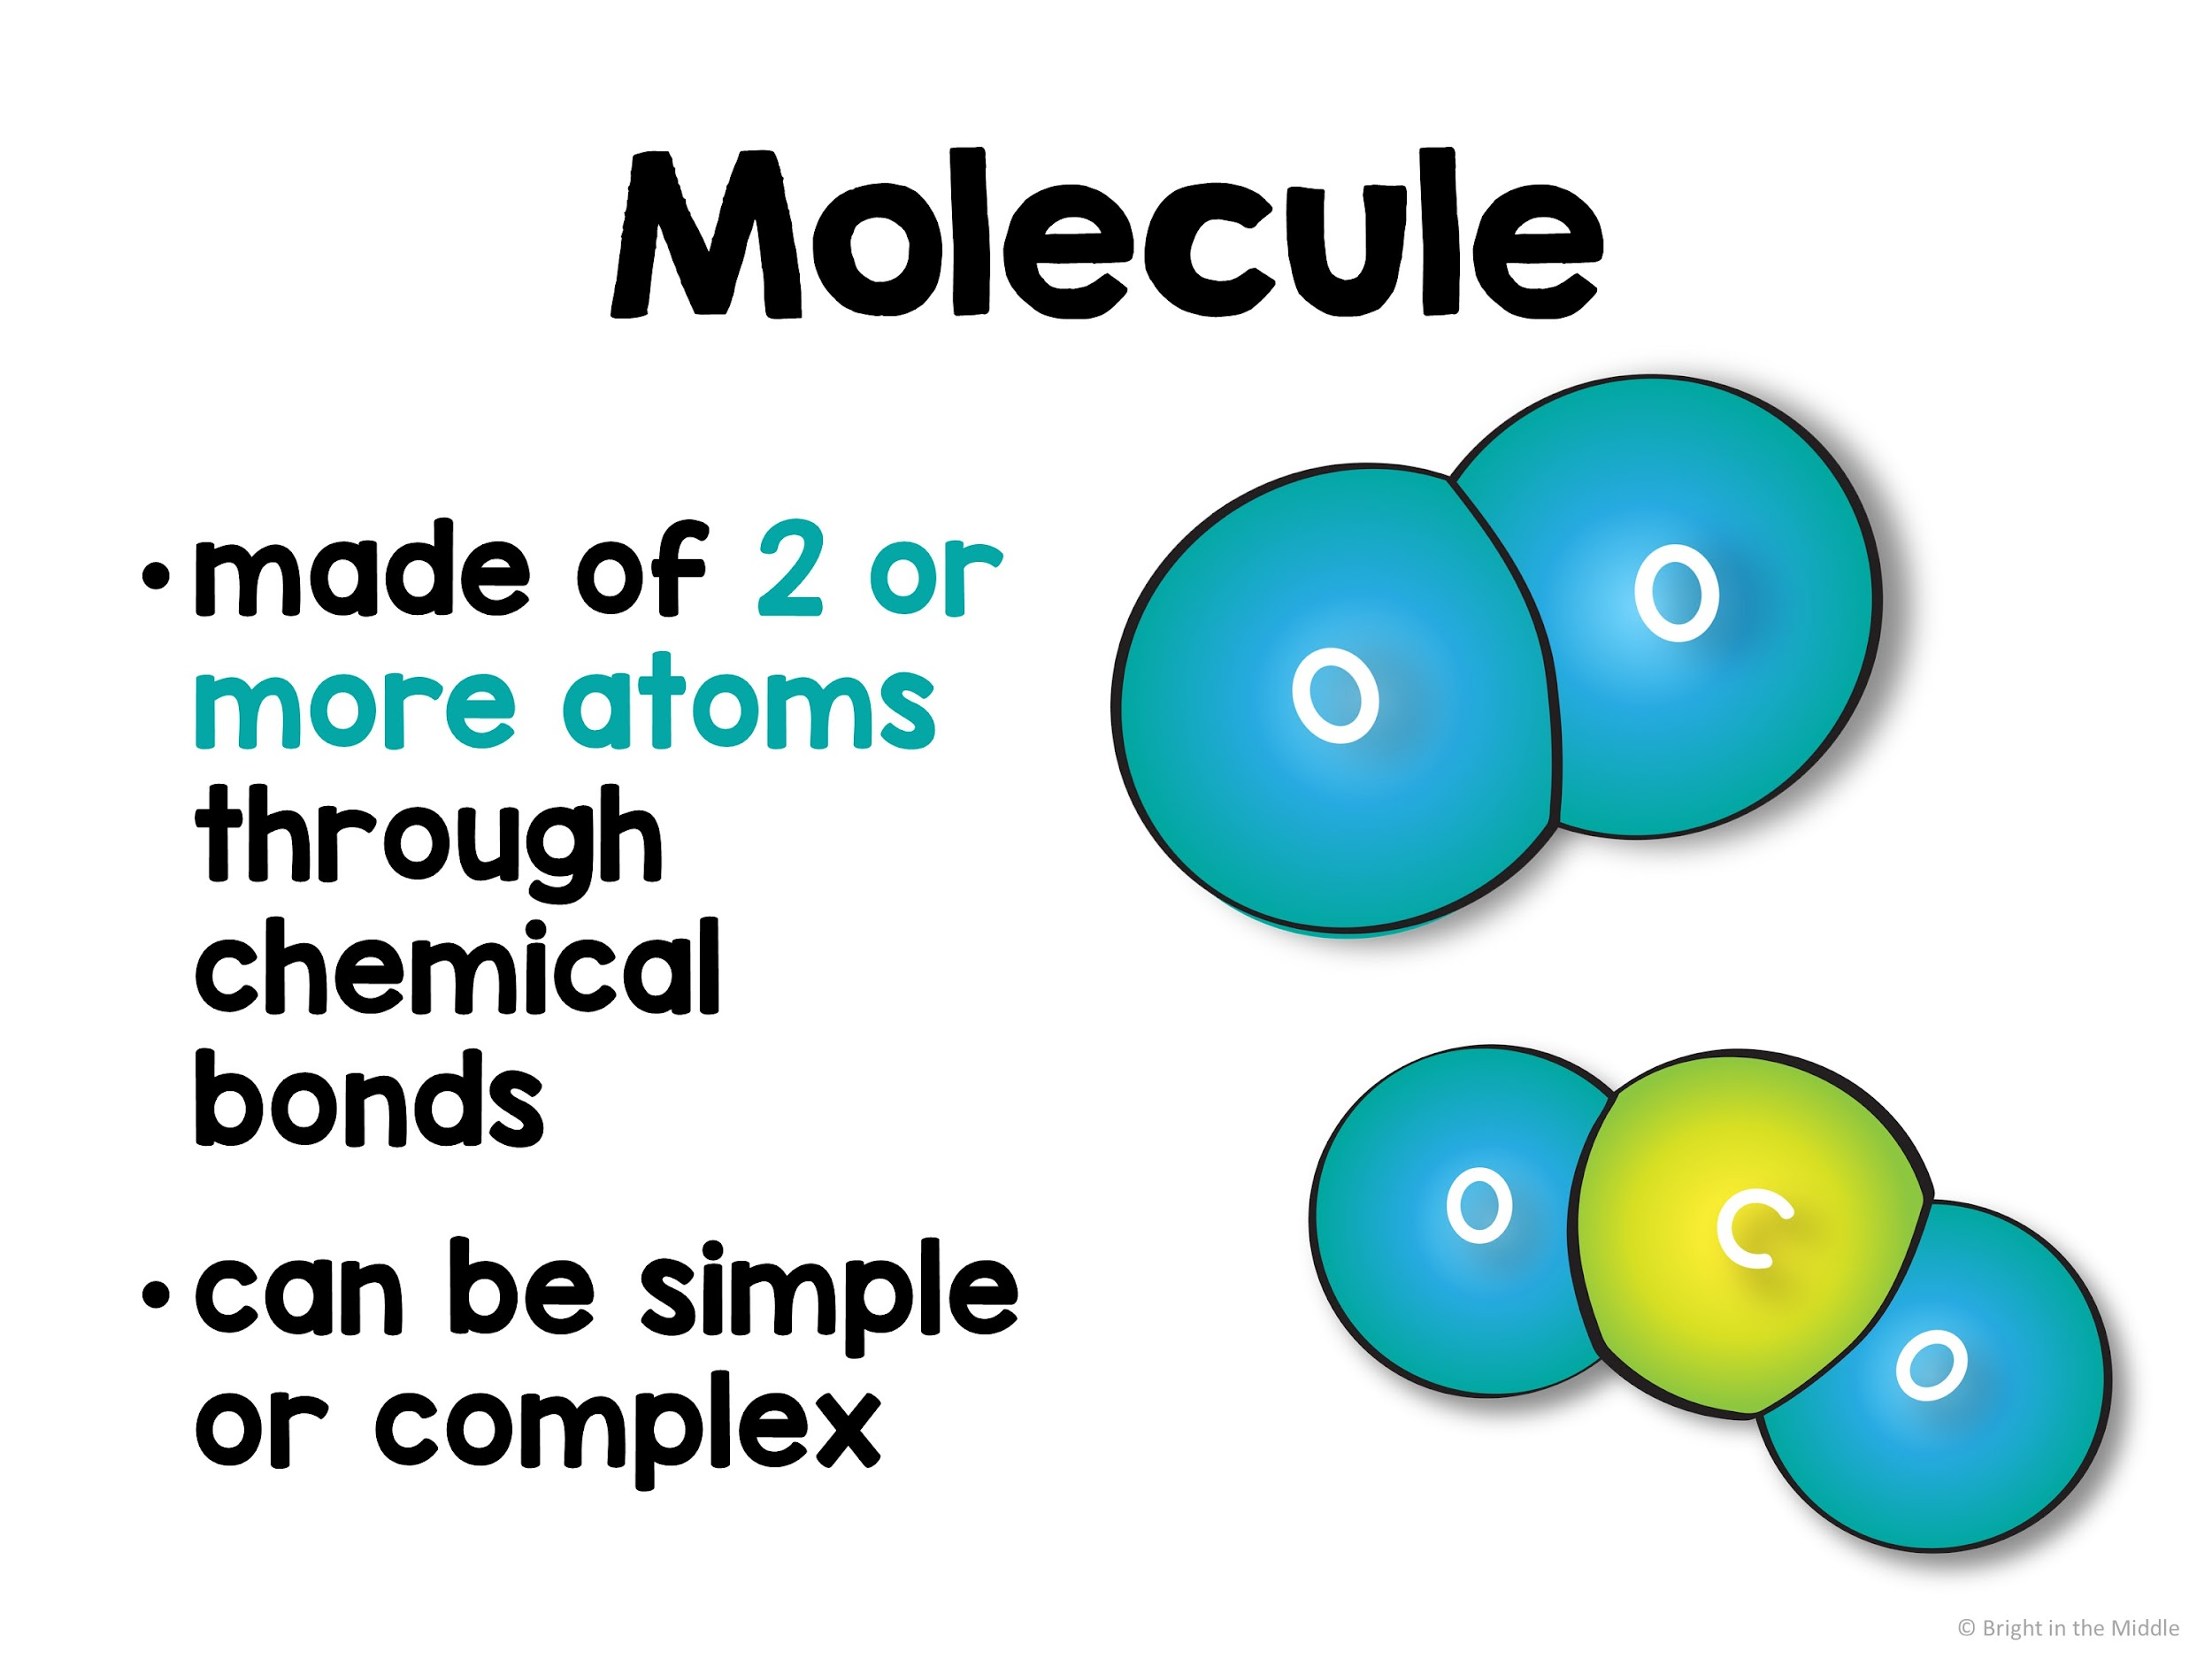 Molecule
• made of 2 or
more atoms
through
chemical
bonds
• can be simple
or complex
O
O
O
C
O
© Bright in the Middle